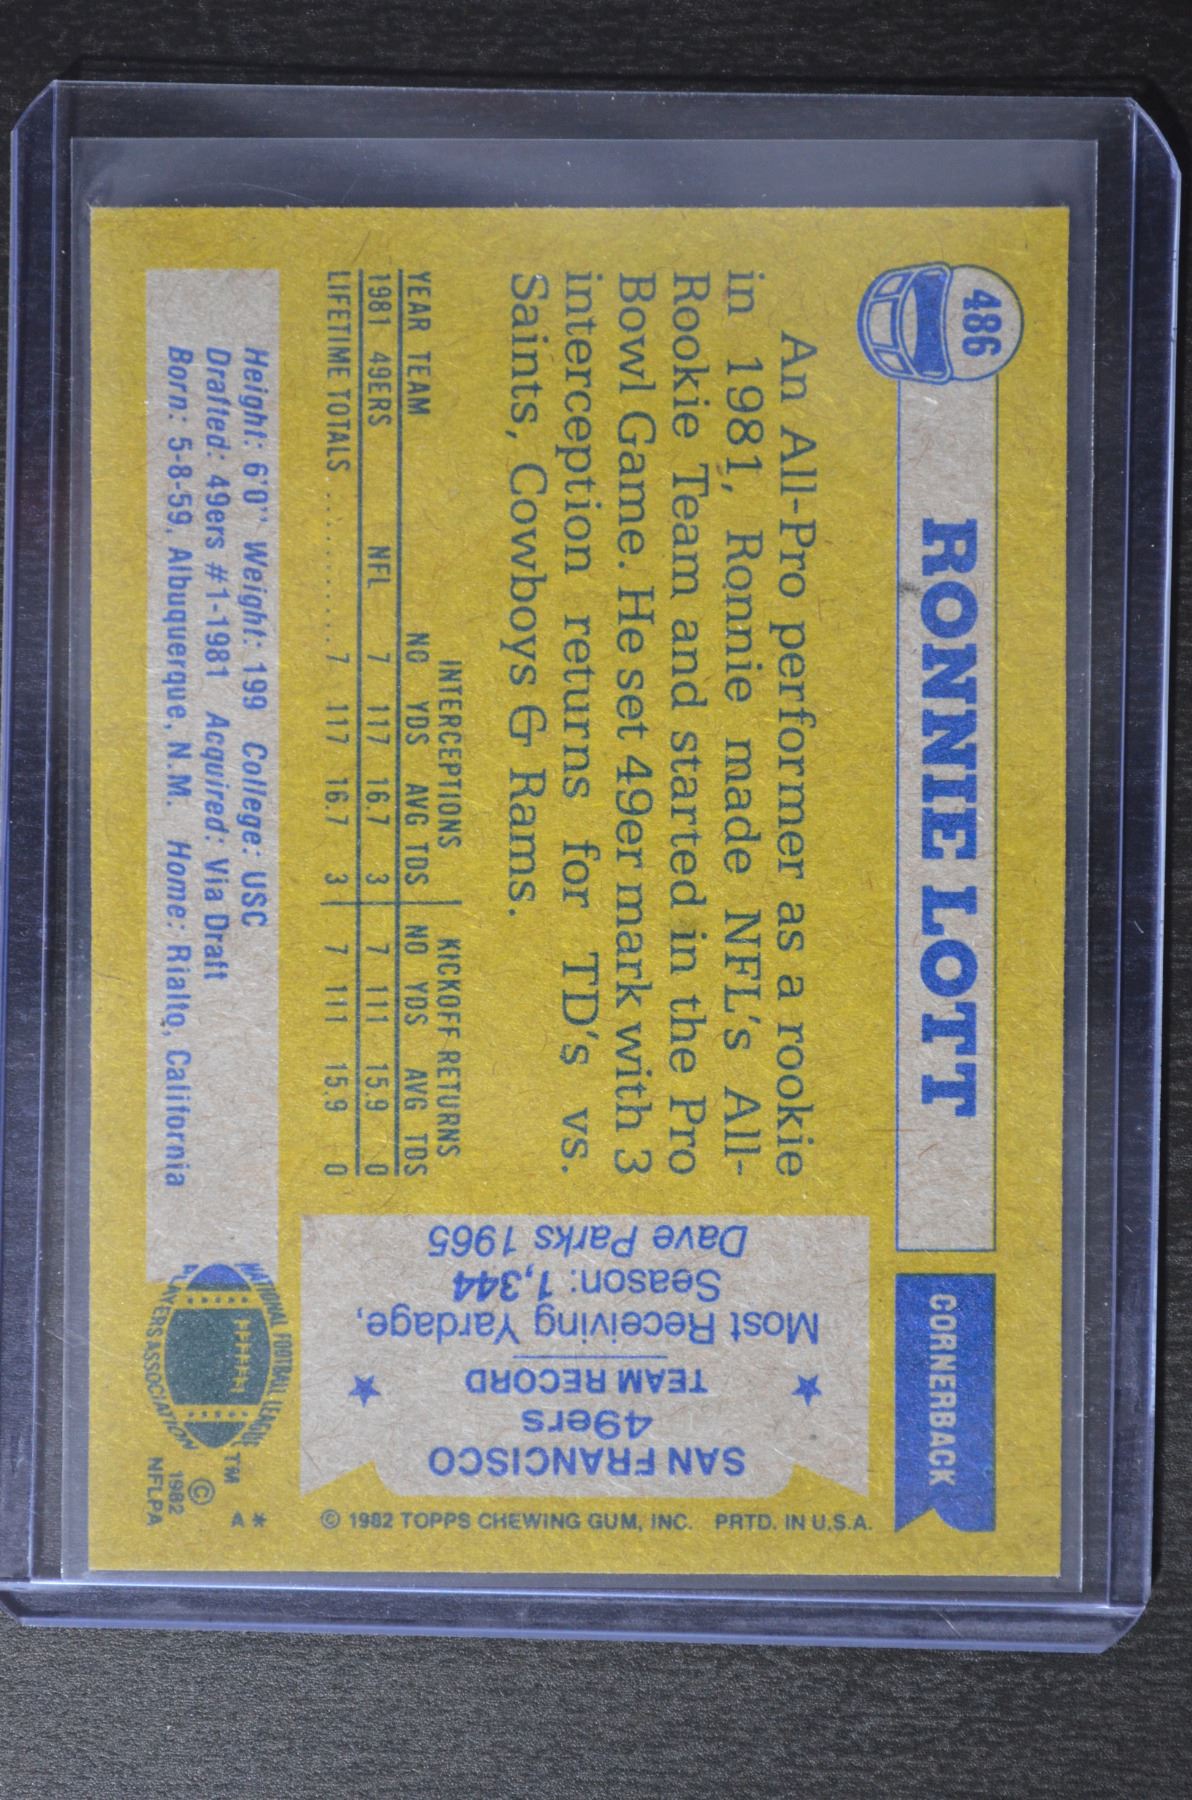 486
RONNIE LOTT
CORNERBACK
An All-Pro performer as a rookie
in 1981, Ronnie made NFL's All-
Rookie Team and started in the Pro
Bowl Game. He set 49er mark with 3
interception returns for TD's vs.
Saints, Cowboys & Rams.
INTERCEPTIONS KICKOFF RETURNS
YEAR TEAM NO YDS AVG TDS NO YDS AVG TDS
1981 49ERS NFL 7 117 16.7 3 7 111 15.9 0
LIFETIME TOTALS .......... 7 117 16.7 3 7 111 15.9 0
Height: 6'0" Weight: 199 College: USC
Drafted: 49ers #1-1981 Acquired: Via Draft
Born: 5-8-59, Albuquerque, N.M. Home: Rialto, California
SAN FRANCISCO
49ers
TEAM RECORD
Most Receiving Yardage,
Season: 1,344
Dave Parks 1965
© 1982 TOPPS CHEWING GUM, INC. PRTD. IN U.S.A.
NATIONAL FOOTBALL LEAGUE
PLAYERS ASSOCIATION
TM
©
1982
NFLPA
A *